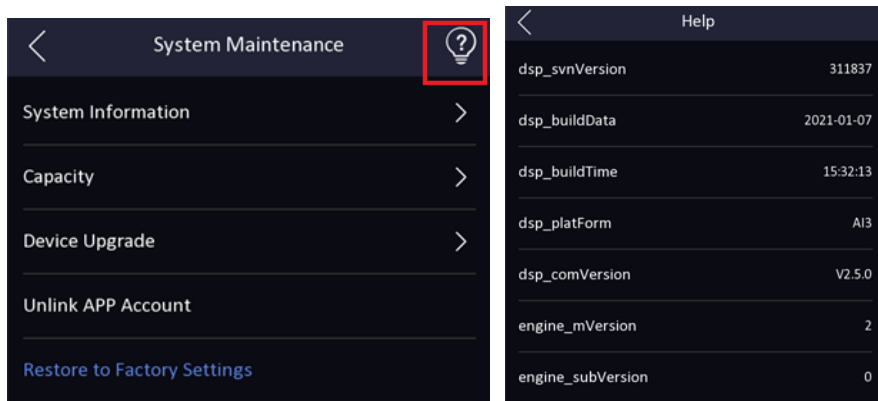 System Maintenance
System Information
Capacity
Device Upgrade
Unlink APP Account
Restore to Factory Settings
Help
dsp_svnVersion 311837
dsp_buildData 2021-01-07
dsp_buildTime 15:32:13
dsp_platForm AI3
dsp_comVersion V2.5.0
engine_mVersion 2
engine_subVersion 0